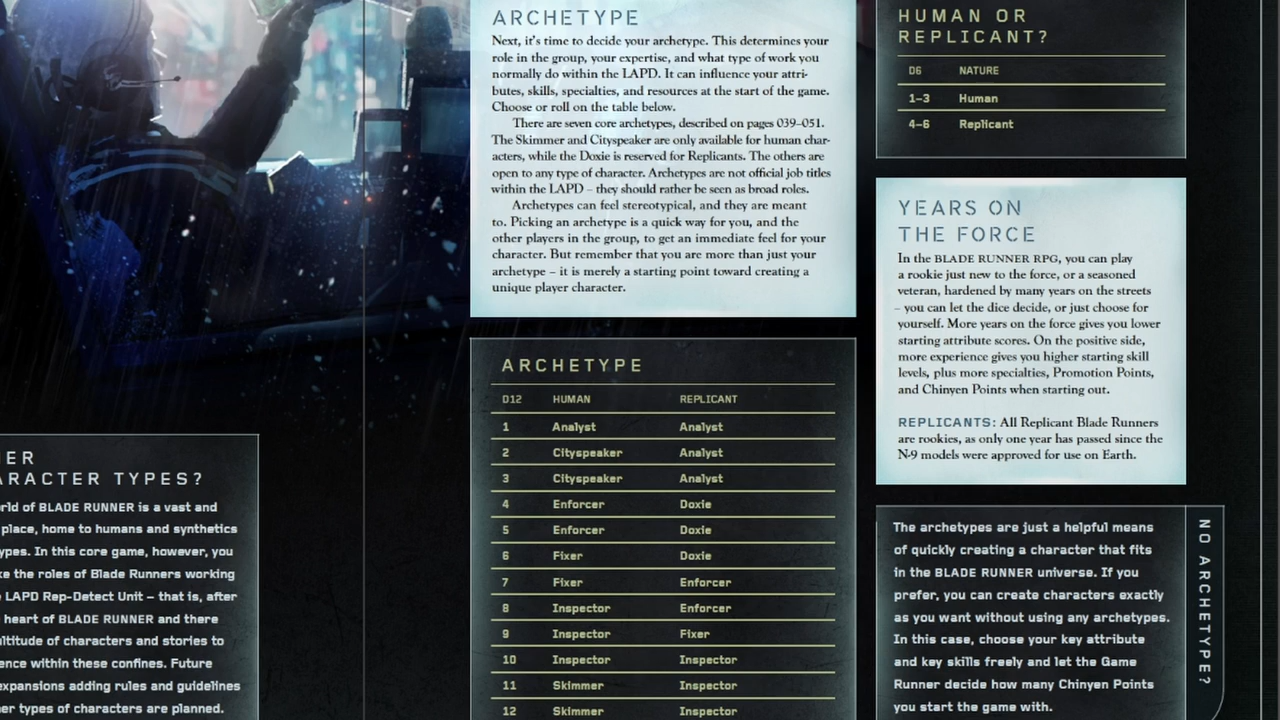 ARCHETYPE
Next, it's time to decide your archetype. This determines your
role in the group, your expertise, and what type of work you
normally do within the LAPD. It can influence your attri-
butes, skills, specialties, and resources at the start of the game.
Choose or roll on the table below.
There are seven core archetypes, described on pages 039–051.
The Skimmer and Cityspeaker are only available for human char-
acters, while the Doxie is reserved for Replicants. The others are
open to any type of character. Archetypes are not official job titles
within the LAPD – they should rather be seen as broad roles.
Archetypes can feel stereotypical, and they are meant
to. Picking an archetype is a quick way for you, and the
other players in the group, to get an immediate feel for your
character. But remember that you are more than just your
archetype – it is merely a starting point toward creating a
unique player character.
ARCHETYPE
D12 HUMAN REPLICANT
1 Analyst Analyst
2 Cityspeaker Analyst
3 Cityspeaker Analyst
4 Enforcer Doxie
5 Enforcer Doxie
6 Fixer Doxie
7 Fixer Enforcer
8 Inspector Enforcer
9 Inspector Fixer
10 Inspector Inspector
11 Skimmer Inspector
12 Skimmer Inspector
HUMAN OR
REPLICANT?
D6 NATURE
1–3 Human
4–6 Replicant
YEARS ON
THE FORCE
In the BLADE RUNNER RPG, you can play
a rookie just new to the force, or a seasoned
veteran, hardened by many years on the streets
– you can let the dice decide, or just choose for
yourself. More years on the force gives you lower
starting attribute scores. On the positive side,
more experience gives you higher starting skill
levels, plus more specialties, Promotion Points,
and Chinyen Points when starting out.
REPLICANTS: All Replicant Blade Runners
are rookies, as only one year has passed since the
N-9 models were approved for use on Earth.
NO ARCHETYPE?
The archetypes are just a helpful means
of quickly creating a character that fits
in the BLADE RUNNER universe. If you
prefer, you can create characters exactly
as you want without using any archetypes.
In this case, choose your key attribute
and key skills freely and let the Game
Runner decide how many Chinyen Points
you start the game with.
CHARACTER TYPES?
of BLADE RUNNER is a vast and
place, home to humans and synthetics
In this core game, however, you
the roles of Blade Runners working
LAPD Rep-Detect Unit – that is, after
heart of BLADE RUNNER and there
of characters and stories to
within these confines. Future
expansions adding rules and guidelines
types of characters are planned.